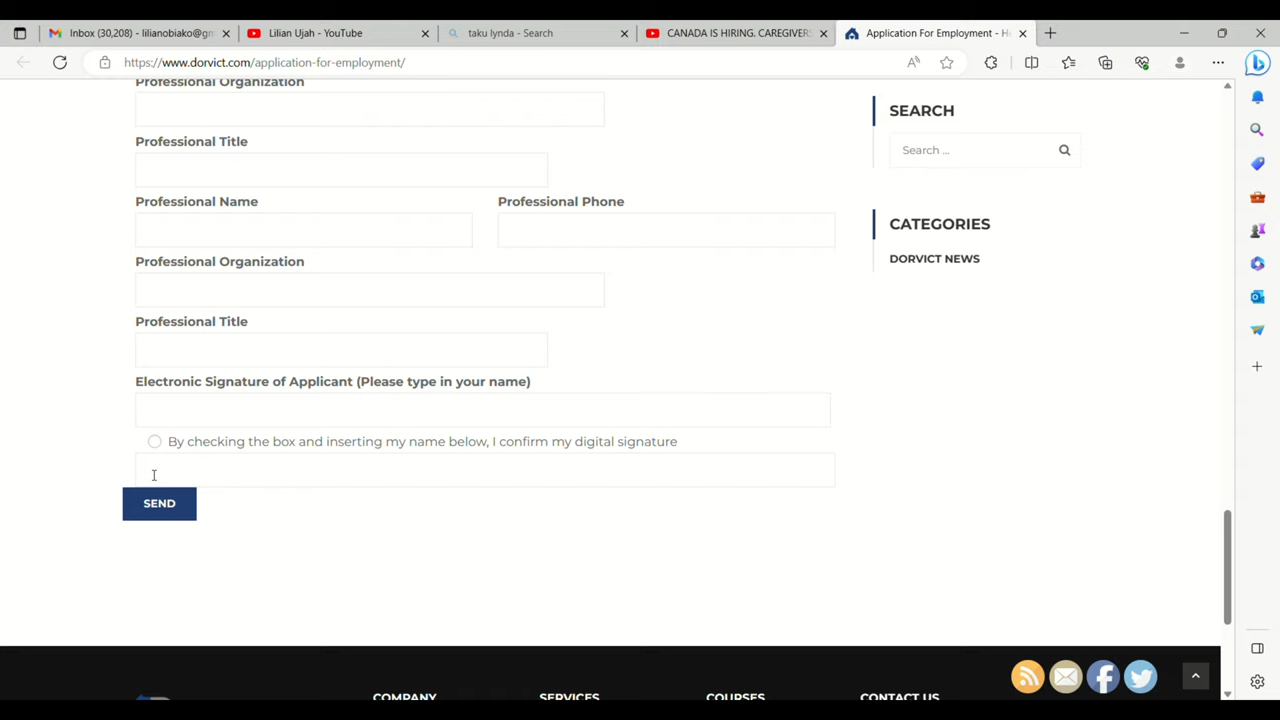 Inbox (30,208) - lilianobiako@gm
Lilian Ujah - YouTube
taku lynda - Search
CANADA IS HIRING. CAREGIVERS
Application For Employment - He
https://www.dorvict.com/application-for-employment/
Professional Organization
Professional Title
Professional Name
Professional Phone
Professional Organization
Professional Title
Electronic Signature of Applicant (Please type in your name)
By checking the box and inserting my name below, I confirm my digital signature
SEND
SEARCH
Search ...
CATEGORIES
DORVICT NEWS
COMPANY
SERVICES
COURSES
CONTACT US